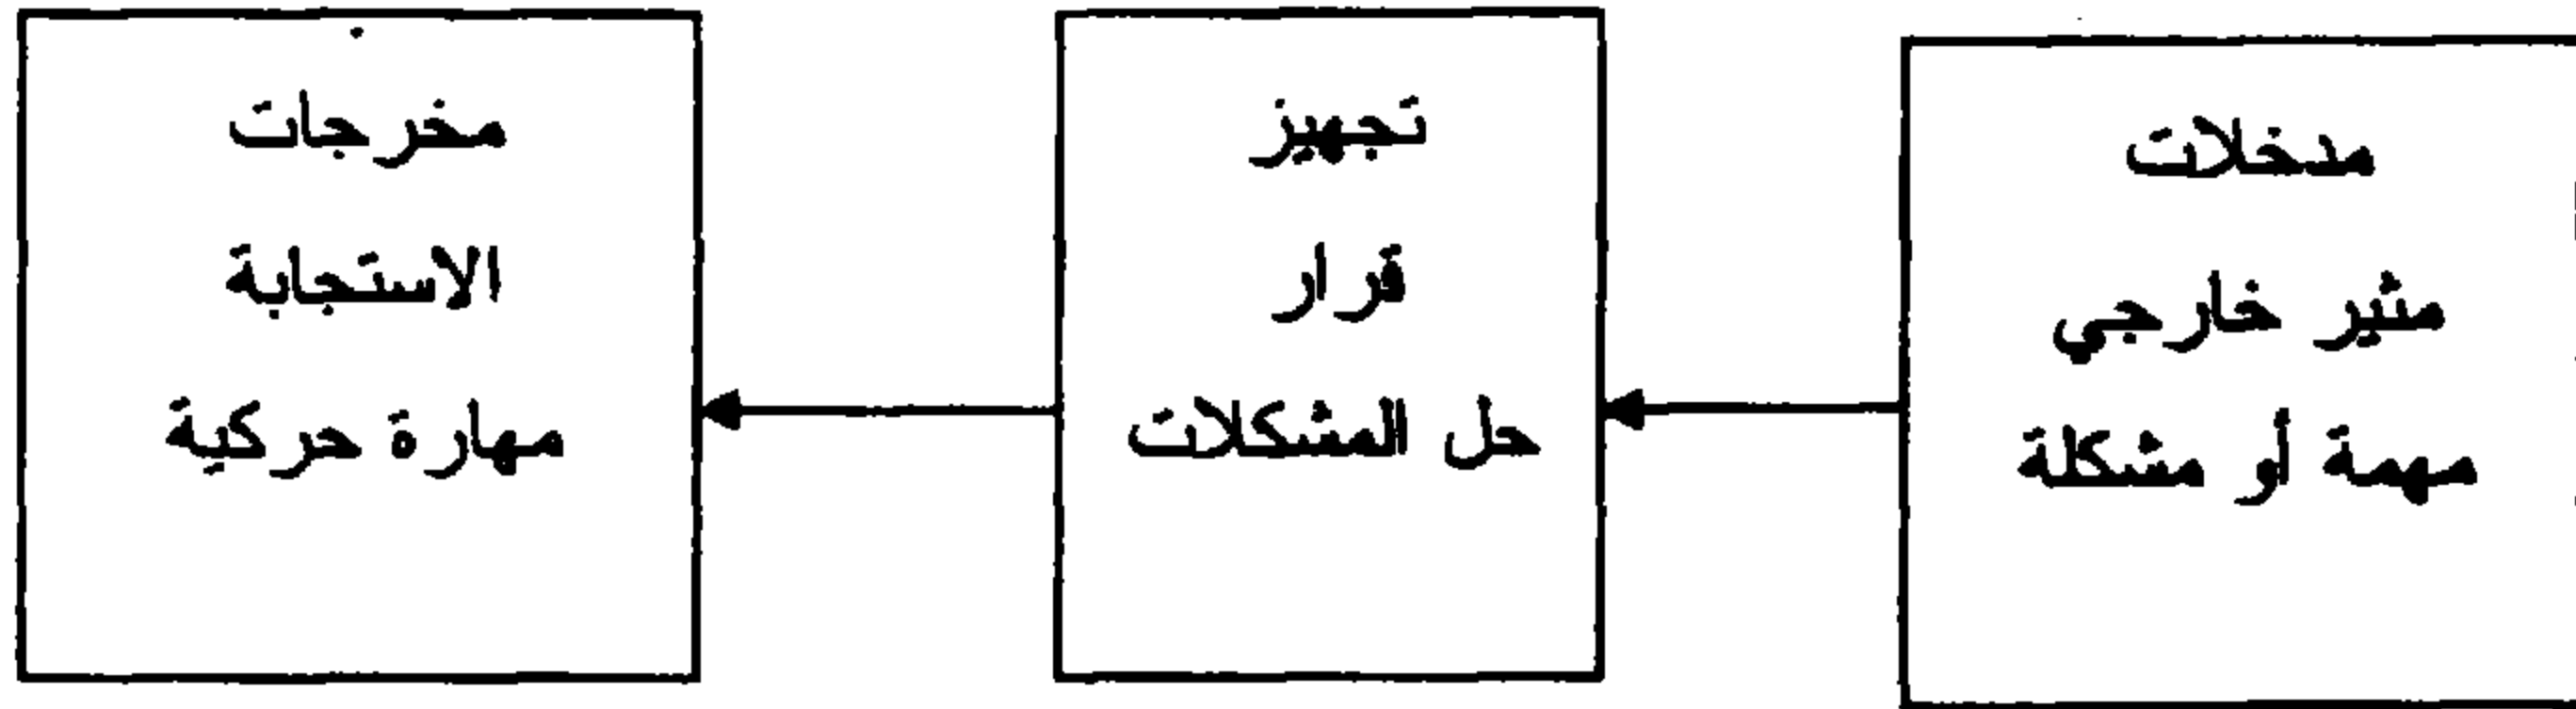 مدخلات
مثير خارجي
مهمة أو مشكلة
تجهيز
قرار
حل المشكلات
مخرجات
الاستجابة
مهارة حركية